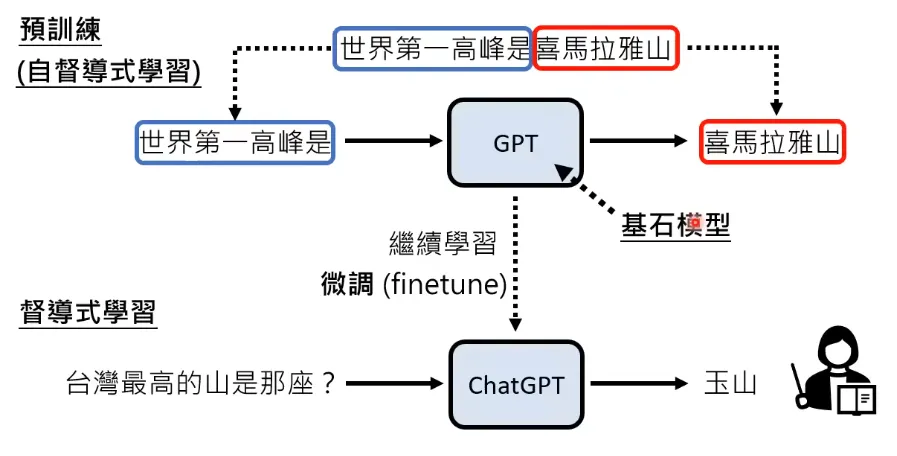 預訓練
(自督導式學習)
世界第一高峰是喜馬拉雅山
世界第一高峰是
GPT
喜馬拉雅山
基石模型
繼續學習
微調 (finetune)
督導式學習
台灣最高的山是那座？
ChatGPT
玉山